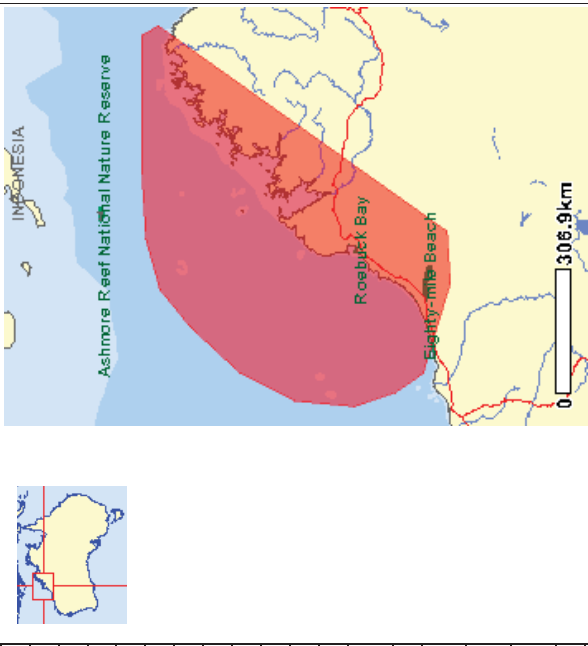 INDONESIA
Ashmore Reef National Nature Reserve
Roebuck Bay
Eighty-mile Beach
0 306.9km